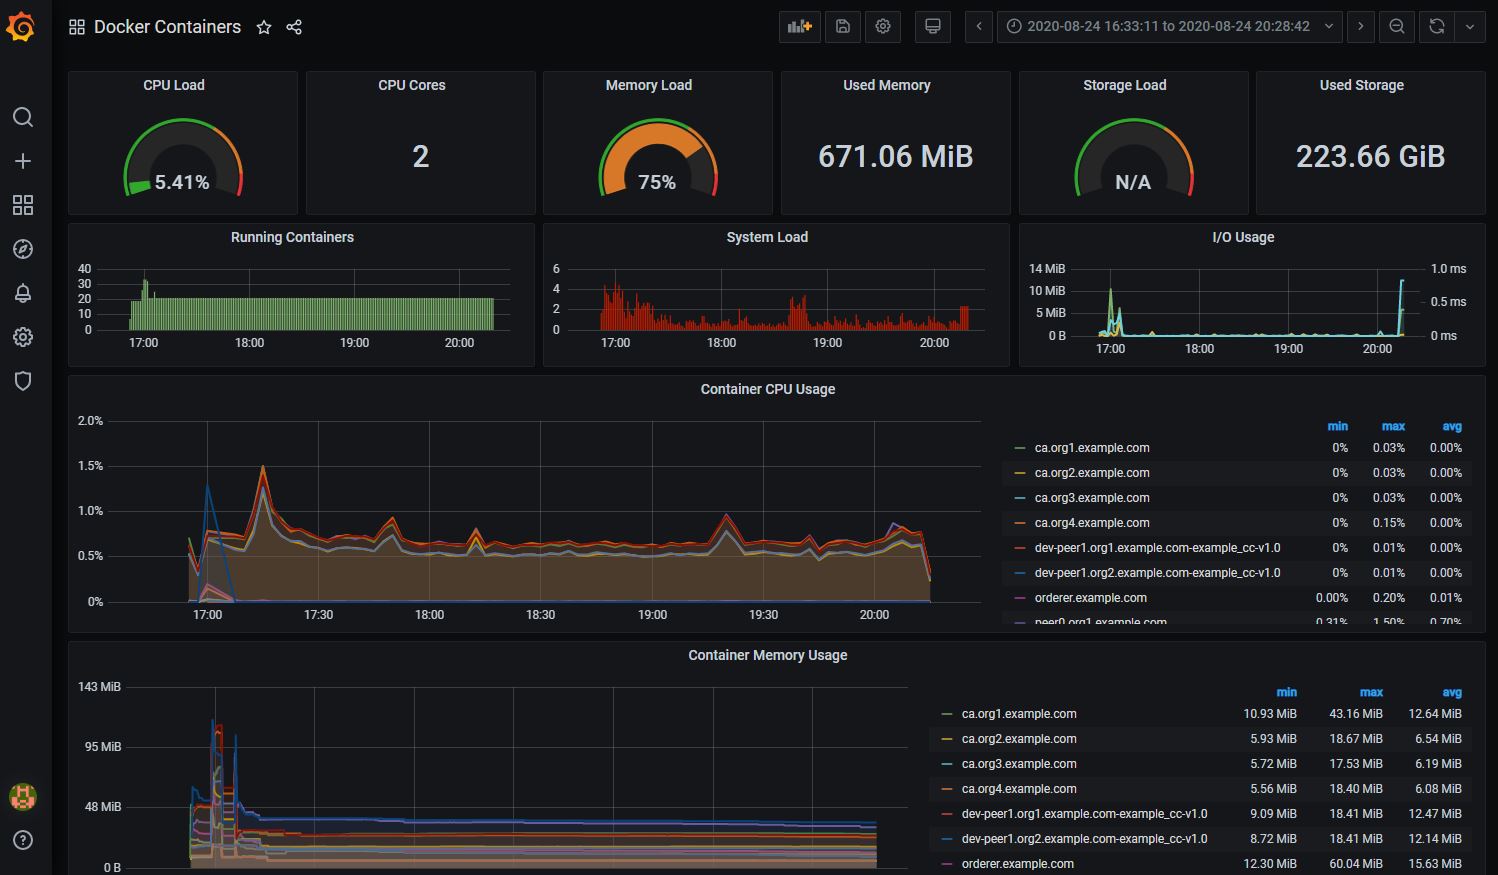 Docker Containers
2020-08-24 16:33:11 to 2020-08-24 20:28:42
CPU Load
5.41%
CPU Cores
2
Memory Load
75%
Used Memory
671.06 MiB
Storage Load
N/A
Used Storage
223.66 GiB
Running Containers
40
30
20
10
0
17:00 18:00 19:00 20:00
System Load
6
4
2
0
17:00 18:00 19:00 20:00
I/O Usage
14 MiB 1.0 ms
10 MiB
5 MiB 0.5 ms
0 B 0 ms
17:00 18:00 19:00 20:00
Container CPU Usage
2.0%
1.5%
1.0%
0.5%
0%
17:00 17:30 18:00 18:30 19:00 19:30 20:00
min max avg
ca.org1.example.com 0% 0.03% 0.00%
ca.org2.example.com 0% 0.03% 0.00%
ca.org3.example.com 0% 0.03% 0.00%
ca.org4.example.com 0% 0.15% 0.00%
dev-peer1.org1.example.com-example_cc-v1.0 0% 0.01% 0.00%
dev-peer1.org2.example.com-example_cc-v1.0 0% 0.01% 0.00%
orderer.example.com 0.00% 0.20% 0.01%
peer0.org1.example.com 0.31% 1.50% 0.70%
Container Memory Usage
143 MiB
95 MiB
48 MiB
0 B
min max avg
ca.org1.example.com 10.93 MiB 43.16 MiB 12.64 MiB
ca.org2.example.com 5.93 MiB 18.67 MiB 6.54 MiB
ca.org3.example.com 5.72 MiB 17.53 MiB 6.19 MiB
ca.org4.example.com 5.56 MiB 18.40 MiB 6.08 MiB
dev-peer1.org1.example.com-example_cc-v1.0 9.09 MiB 18.41 MiB 12.47 MiB
dev-peer1.org2.example.com-example_cc-v1.0 8.72 MiB 18.41 MiB 12.14 MiB
orderer.example.com 12.30 MiB 60.04 MiB 15.63 MiB